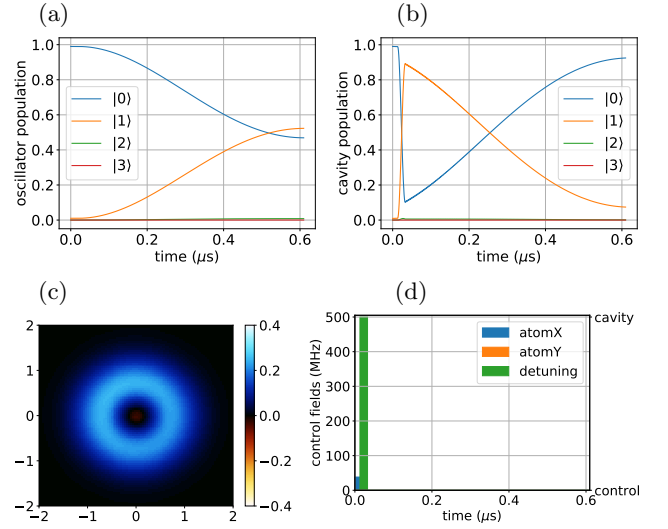 (a)
oscillator population
1.0
0.8
0.6
0.4
0.2
0.0
|0⟩
|1⟩
|2⟩
|3⟩
0.0 0.2 0.4 0.6
time (μs)
(b)
cavity population
1.0
0.8
0.6
0.4
0.2
0.0
|0⟩
|1⟩
|2⟩
|3⟩
0.0 0.2 0.4 0.6
time (μs)
(c)
2
1
0
−1
−2
−2 −1 0 1 2
0.4
0.2
0.0
−0.2
−0.4
(d)
control fields (MHz)
500
400
300
200
100
0
atomX
atomY
detuning
cavity
control
0.0 0.2 0.4 0.6
time (μs)